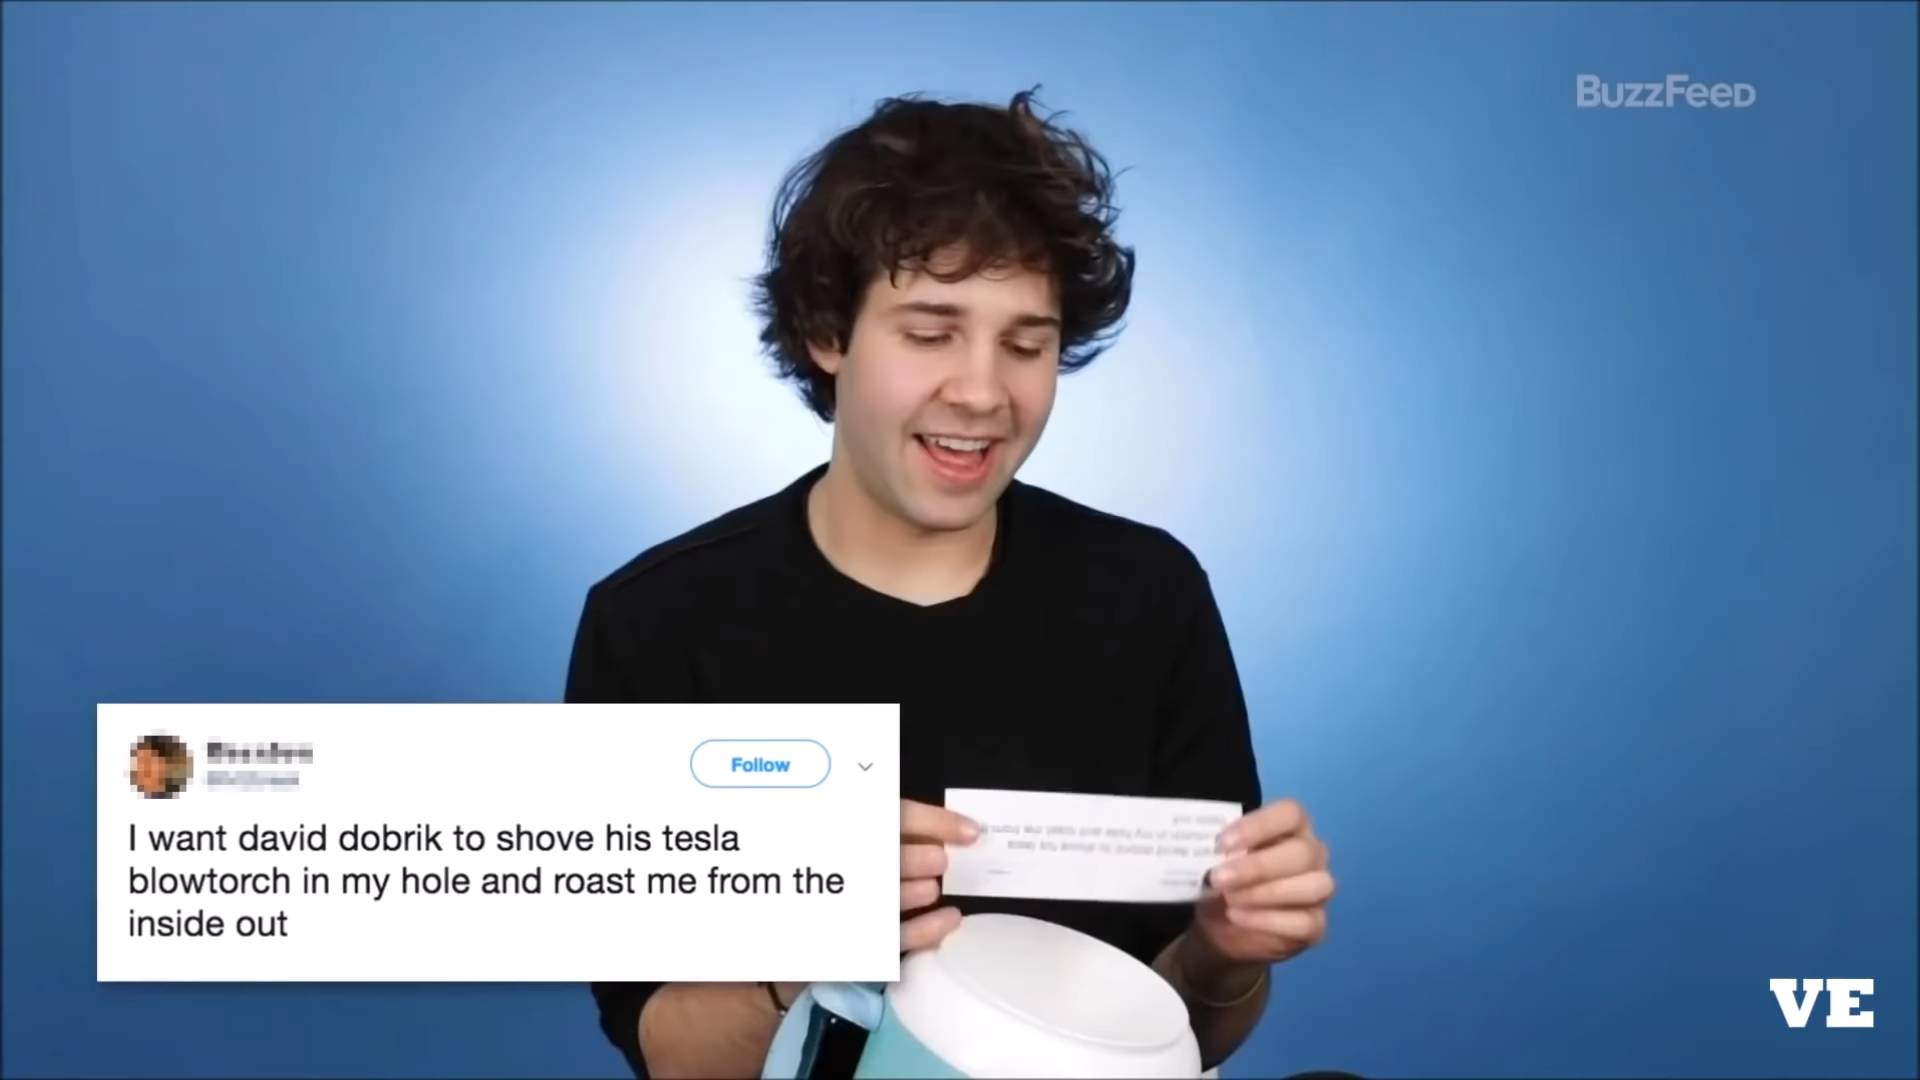 BuzzFeed
Follow
I want david dobrik to shove his tesla
blowtorch in my hole and roast me from the
inside out
VE